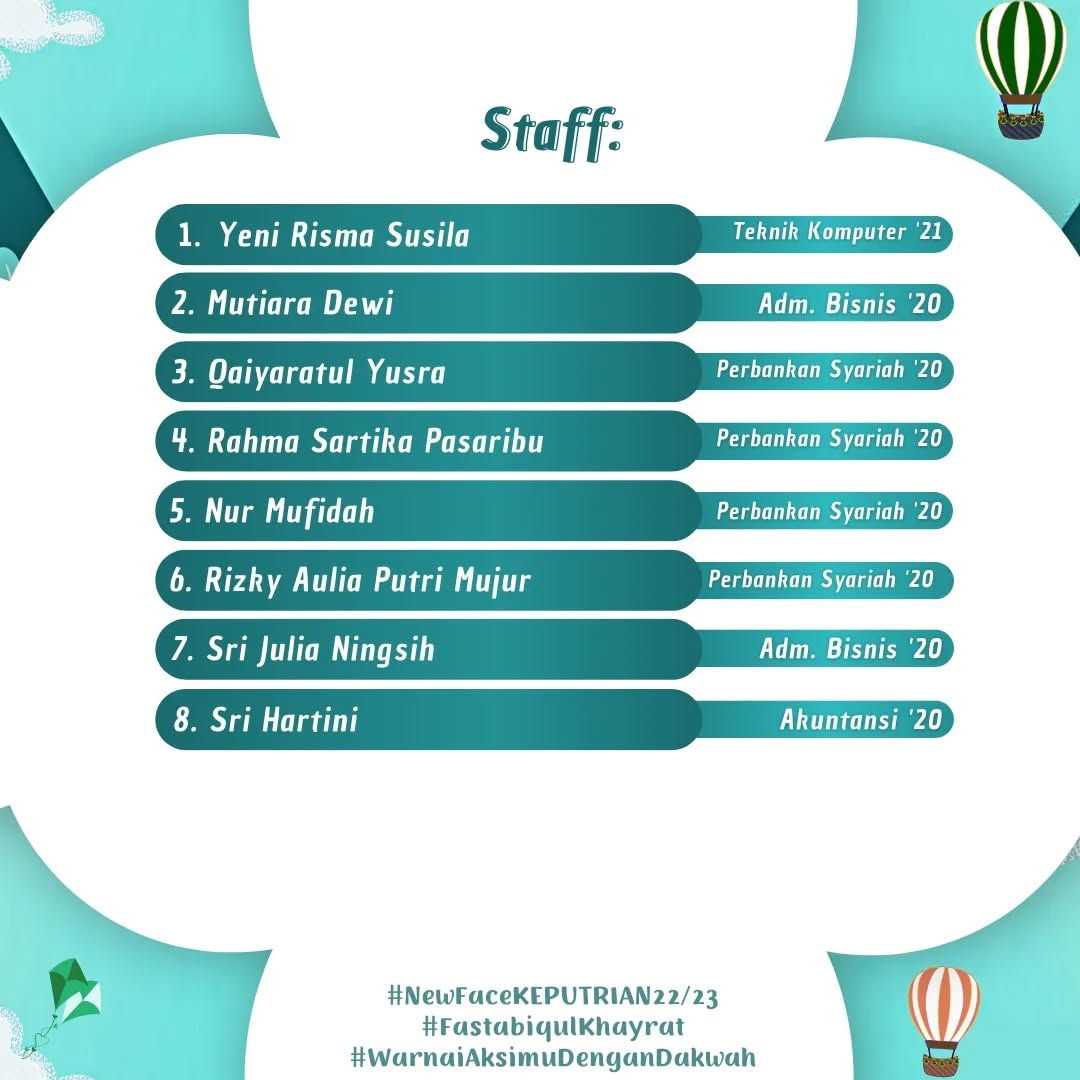 Staff:
1. Yeni Risma Susila Teknik Komputer '21
2. Mutiara Dewi Adm. Bisnis '20
3. Qaiyaratul Yusra Perbankan Syariah '20
4. Rahma Sartika Pasaribu Perbankan Syariah '20
5. Nur Mufidah Perbankan Syariah '20
6. Rizky Aulia Putri Mujur Perbankan Syariah '20
7. Sri Julia Ningsih Adm. Bisnis '20
8. Sri Hartini Akuntansi '20
#NewFaceKEPUTRIAN22/23
#FastabiqulKhayrat
#WarnaiAksimuDenganDakwah